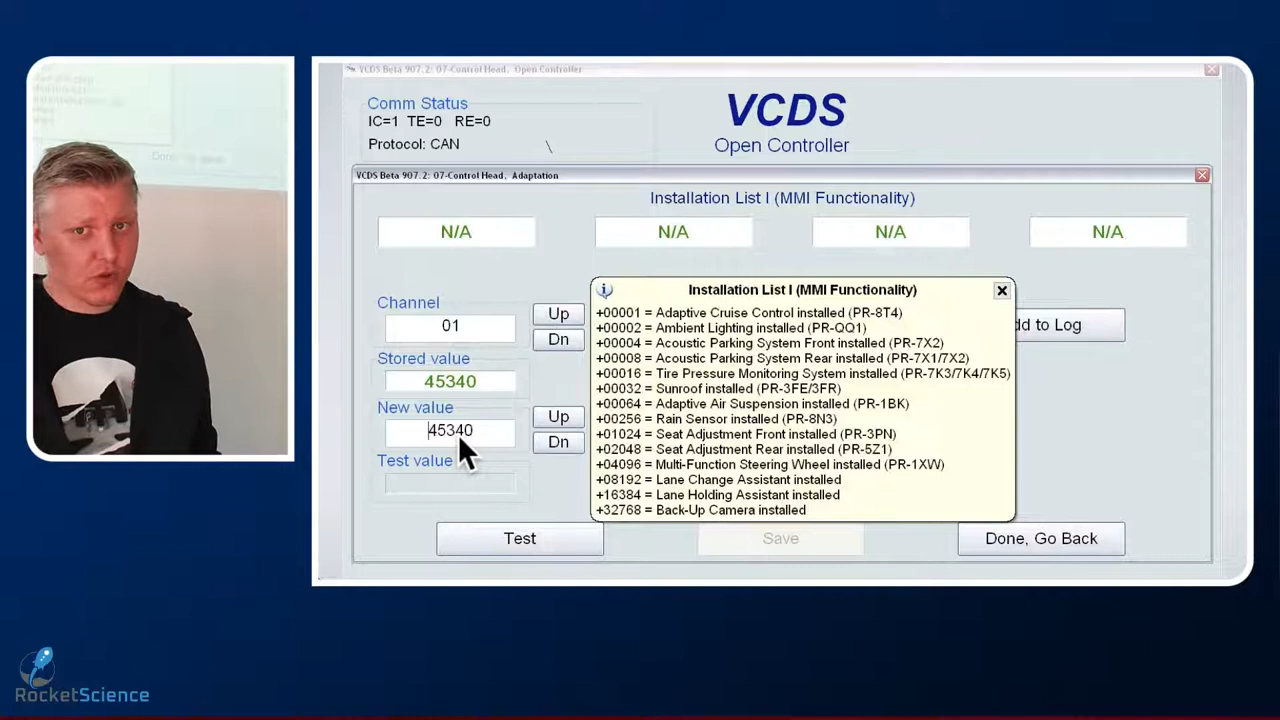 VCDS Beta 907.2: 07-Control Head, Open Controller
Comm Status
IC=1 TE=0 RE=0
Protocol: CAN
\
VCDS
Open Controller
VCDS Beta 907.2: 07-Control Head, Adaptation
Installation List I (MMI Functionality)
N/A
N/A
N/A
N/A
Channel
01
Up
Dn
Stored value
45340
New value
45340
Up
Dn
Test value
Installation List I (MMI Functionality)
+00001 = Adaptive Cruise Control installed (PR-8T4)
+00002 = Ambient Lighting installed (PR-QQ1)
+00004 = Acoustic Parking System Front installed (PR-7X2)
+00008 = Acoustic Parking System Rear installed (PR-7X1/7X2)
+00016 = Tire Pressure Monitoring System installed (PR-7K3/7K4/7K5)
+00032 = Sunroof installed (PR-3FE/3FR)
+00064 = Adaptive Air Suspension installed (PR-1BK)
+00256 = Rain Sensor installed (PR-8N3)
+01024 = Seat Adjustment Front installed (PR-3PN)
+02048 = Seat Adjustment Rear installed (PR-5Z1)
+04096 = Multi-Function Steering Wheel installed (PR-1XW)
+08192 = Lane Change Assistant installed
+16384 = Lane Holding Assistant installed
+32768 = Back-Up Camera installed
dd to Log
Test
Save
Done, Go Back
RocketScience